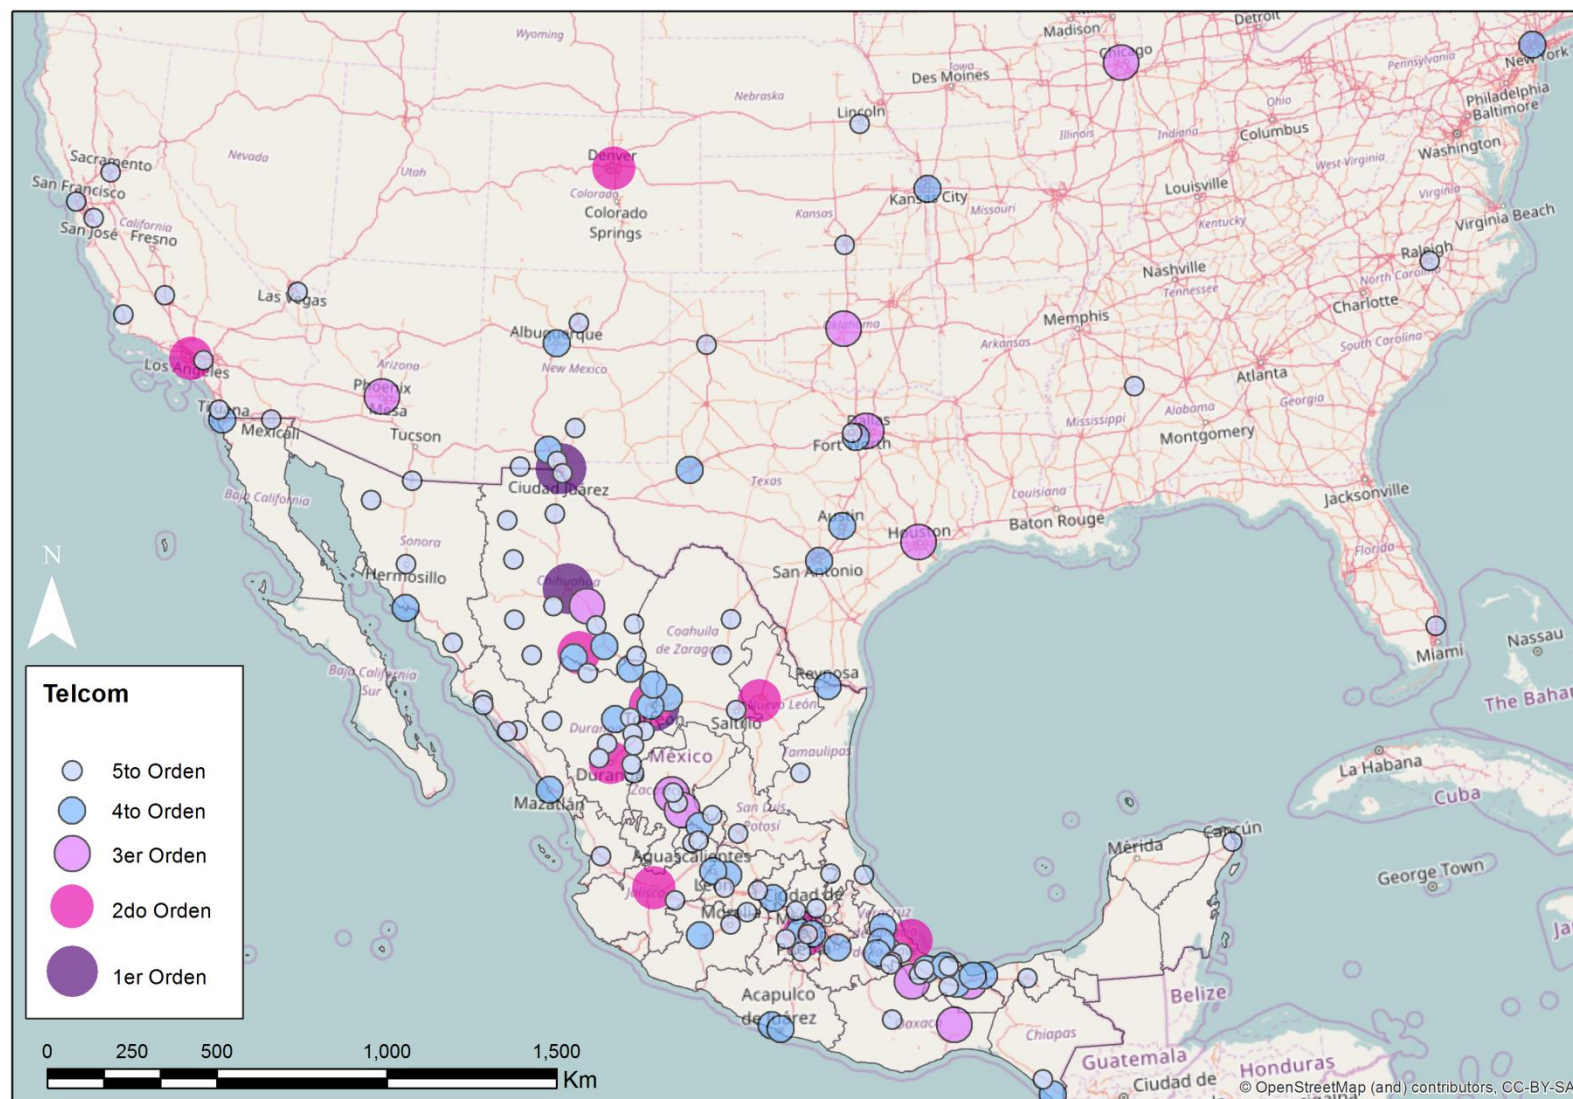 Detroit
Madison
Chicago
New York
Wyoming
Iowa
Des Moines
Pennsylvania
Nebraska
Philadelphia
Lincoln
Baltimore
Ohio
Columbus
Illinois
Indiana
Sacramento
Nevada
Denver
Washington
Utah
West Virginia
San Francisco
Colorado
Kansas City
Louisville
Virginia
Colorado
Springs
Kansas
Missouri
Kentucky
Virginia Beach
California
San José
Fresno
Raleigh
Nashville
North Carolina
Las Vegas
Tennessee
Charlotte
Albuquerque
Oklahoma
Memphis
Los Angeles
Arizona
New Mexico
Arkansas
South Carolina
Phoenix
Mesa
Atlanta
Tijuana
Mexicali
Tucson
Dallas
Fort Worth
Mississippi
Alabama
Georgia
Montgomery
Ciudad Juárez
Texas
Baja California
Louisiana
Jacksonville
Austin
Baton Rouge
Houston
Sonora
N
San Antonio
Florida
Hermosillo
Chihuahua
Coahuila
de Zaragoza
Nassau
Miami
Baja California
Sur
Reynosa
The Bahar
Nuevo León
Torreón
Saltillo
Durango
México
Tamaulipas
La Habana
Durango
Cuba
Mazatlán
Zacatecas
San Luis
Potosí
Cancún
Mérida
Aguascalientes
George Town
León
Jalisco
Ciudad de
México
Morelia
Veracruz
Puebla
Ja
Acapulco
de Juárez
Belize
Oaxaca
Chiapas
Guatemala
Honduras
Ciudad de
Telcom
5to Orden
4to Orden
3er Orden
2do Orden
1er Orden
0 250 500 1,000 1,500
Km
© OpenStreetMap (and) contributors, CC-BY-SA